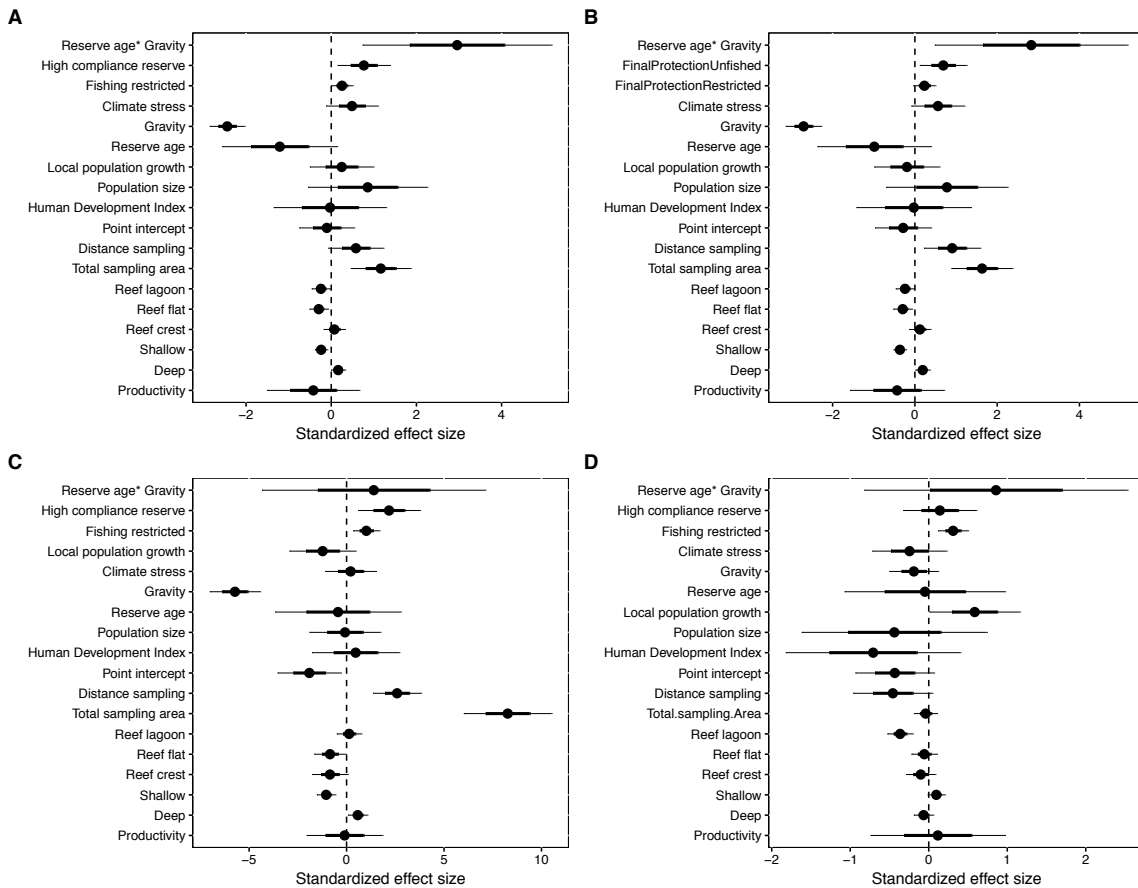 A
Reserve age* Gravity
High compliance reserve
Fishing restricted
Climate stress
Gravity
Reserve age
Local population growth
Population size
Human Development Index
Point intercept
Distance sampling
Total sampling area
Reef lagoon
Reef flat
Reef crest
Shallow
Deep
Productivity
−2 0 2 4
Standardized effect size
B
Reserve age* Gravity
FinalProtectionUnfished
FinalProtectionRestricted
Climate stress
Gravity
Reserve age
Local population growth
Population size
Human Development Index
Point intercept
Distance sampling
Total sampling area
Reef lagoon
Reef flat
Reef crest
Shallow
Deep
Productivity
−2 0 2 4
Standardized effect size
C
Reserve age* Gravity
High compliance reserve
Fishing restricted
Local population growth
Climate stress
Gravity
Reserve age
Population size
Human Development Index
Point intercept
Distance sampling
Total sampling area
Reef lagoon
Reef flat
Reef crest
Shallow
Deep
Productivity
−5 0 5 10
Standardized effect size
D
Reserve age* Gravity
High compliance reserve
Fishing restricted
Climate stress
Gravity
Reserve age
Local population growth
Population size
Human Development Index
Point intercept
Distance sampling
Total.sampling.Area
Reef lagoon
Reef flat
Reef crest
Shallow
Deep
Productivity
−2 −1 0 1 2
Standardized effect size